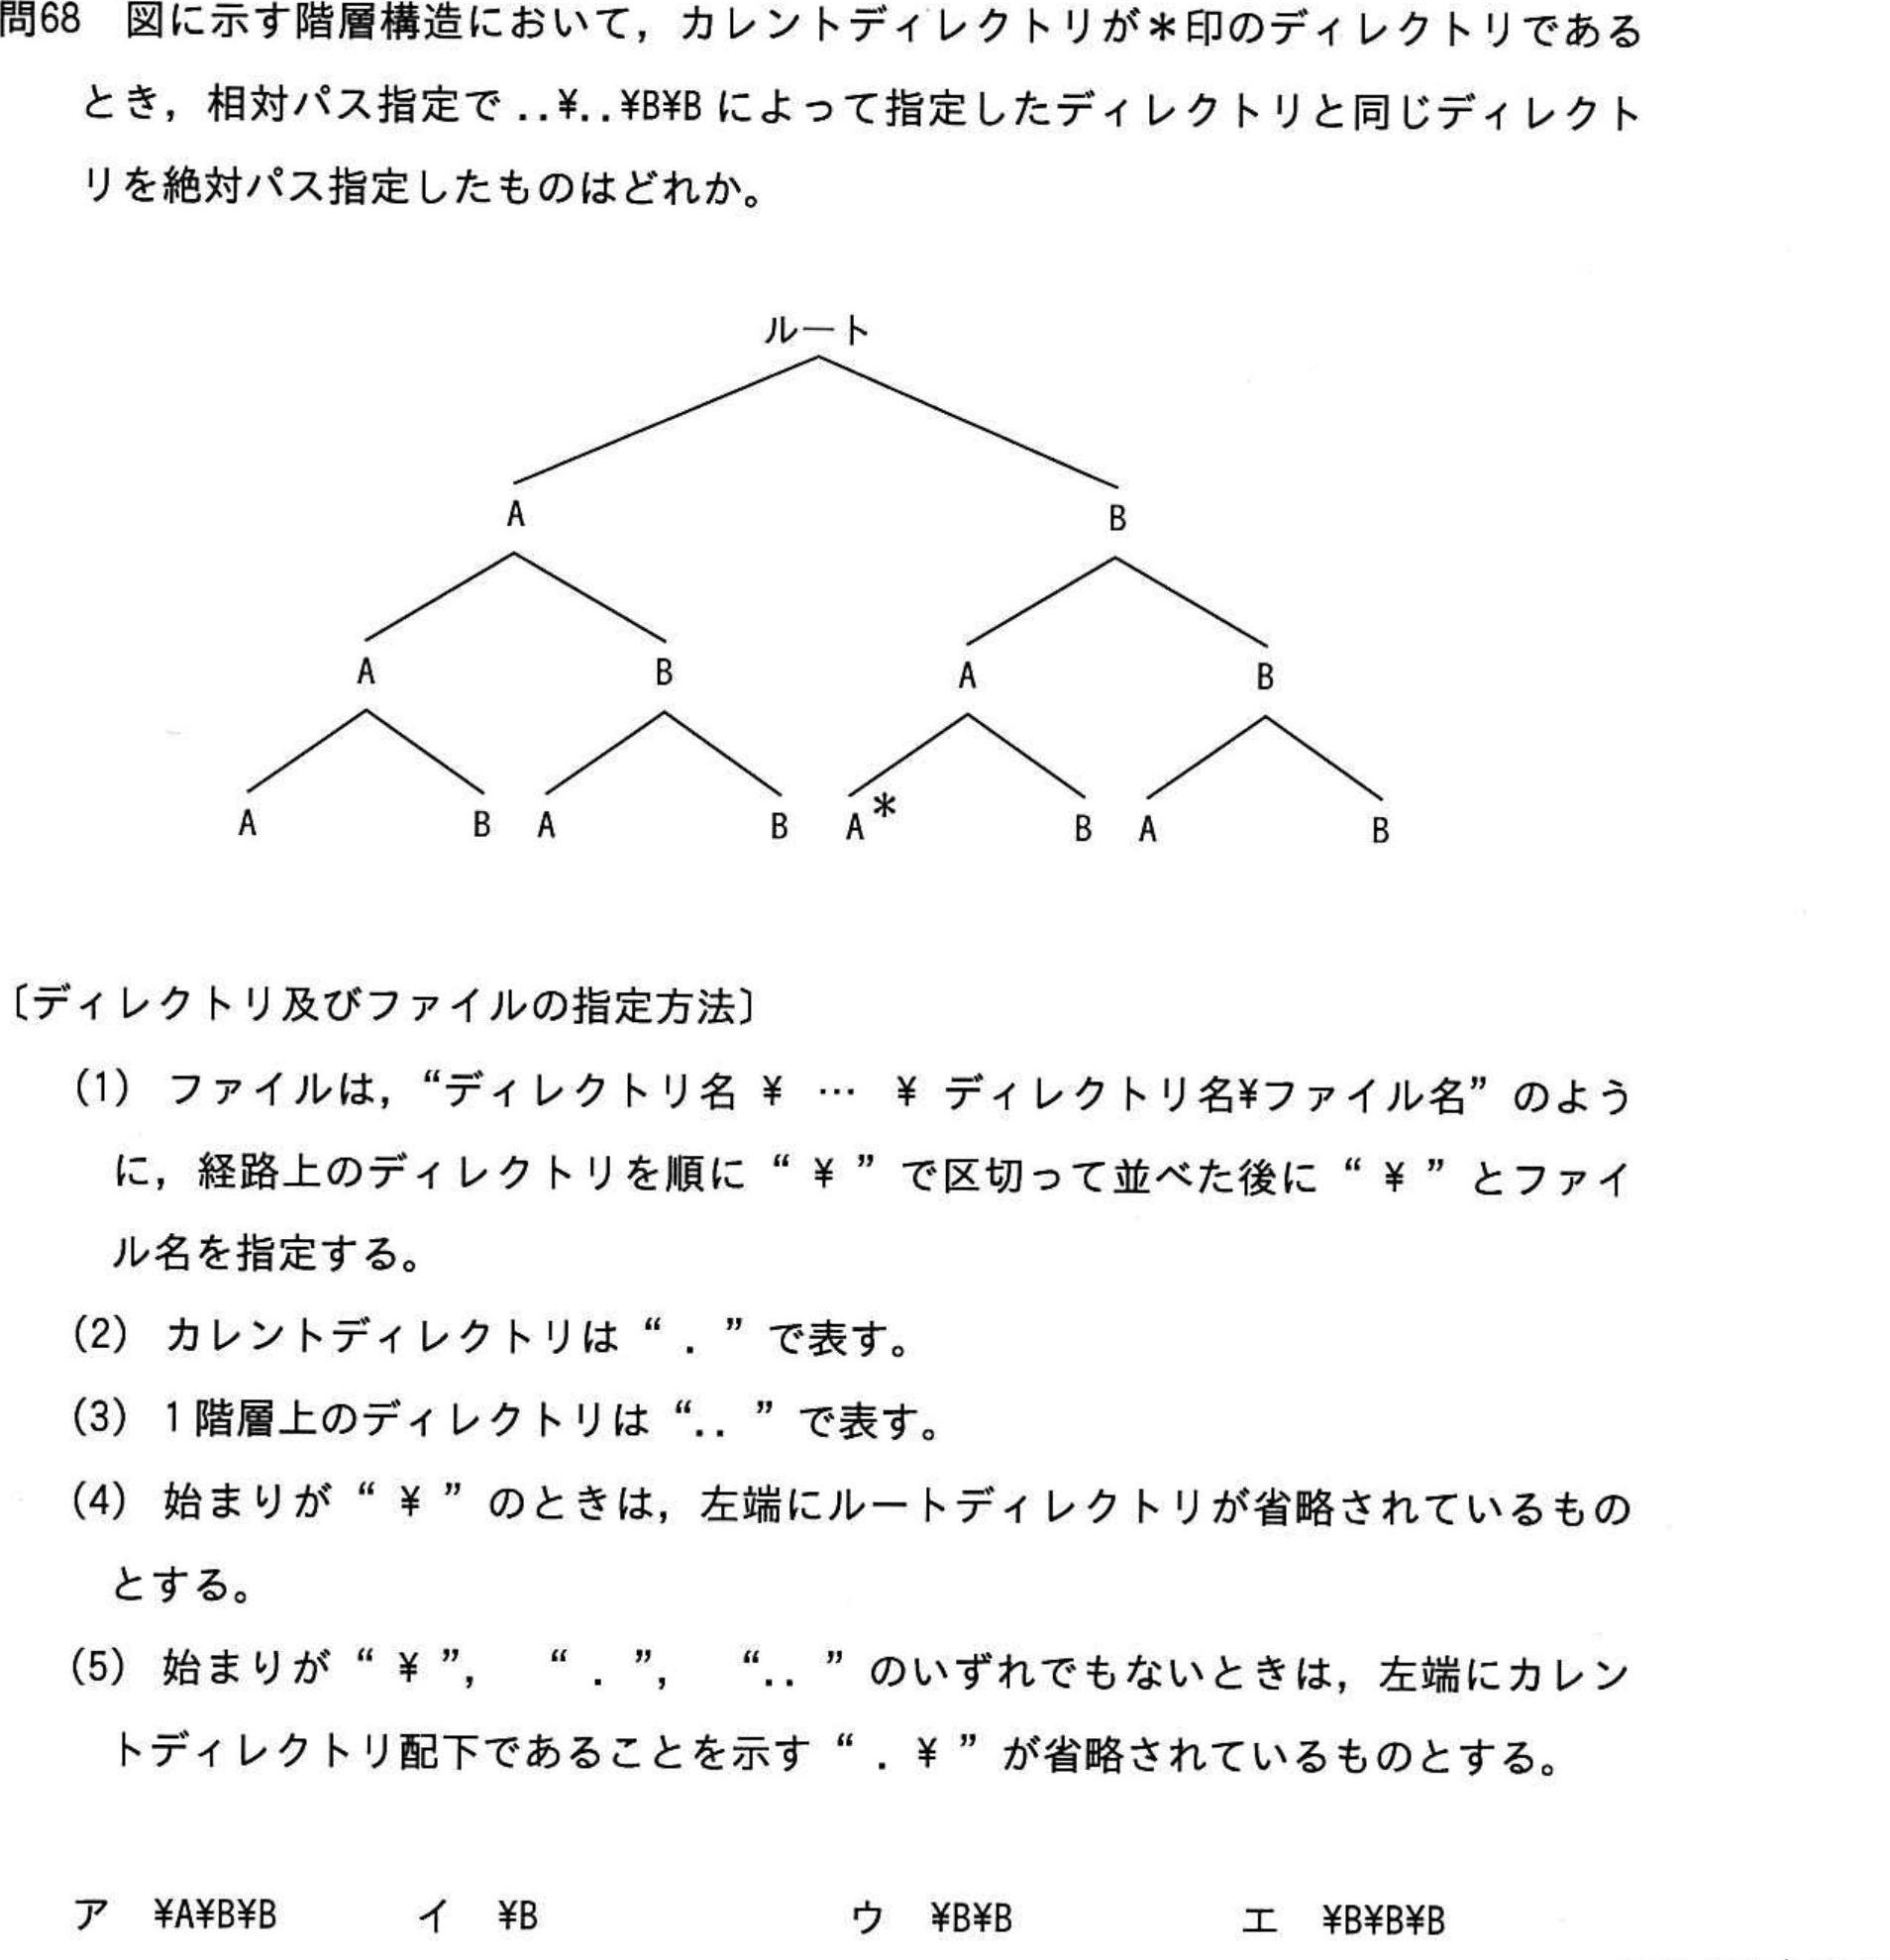 問68 図に示す階層構造において，カレントディレクトリが＊印のディレクトリである
とき，相対パス指定で..¥..¥B¥B によって指定したディレクトリと同じディレクト
リを絶対パス指定したものはどれか。
ルート
A B
A B A B
A B A B A＊ B A B
〔ディレクトリ及びファイルの指定方法〕
(1) ファイルは，“ディレクトリ名 ¥ … ¥ ディレクトリ名¥ファイル名” のよう
に，経路上のディレクトリを順に “ ¥ ” で区切って並べた後に “ ¥ ” とファイ
ル名を指定する。
(2) カレントディレクトリは “ . ” で表す。
(3) 1階層上のディレクトリは “.. ” で表す。
(4) 始まりが “ ¥ ” のときは，左端にルートディレクトリが省略されているもの
とする。
(5) 始まりが “ ¥ ”， “ . ”， “.. ” のいずれでもないときは，左端にカレン
トディレクトリ配下であることを示す “ . ¥ ” が省略されているものとする。
ア ¥A¥B¥B イ ¥B ウ ¥B¥B エ ¥B¥B¥B